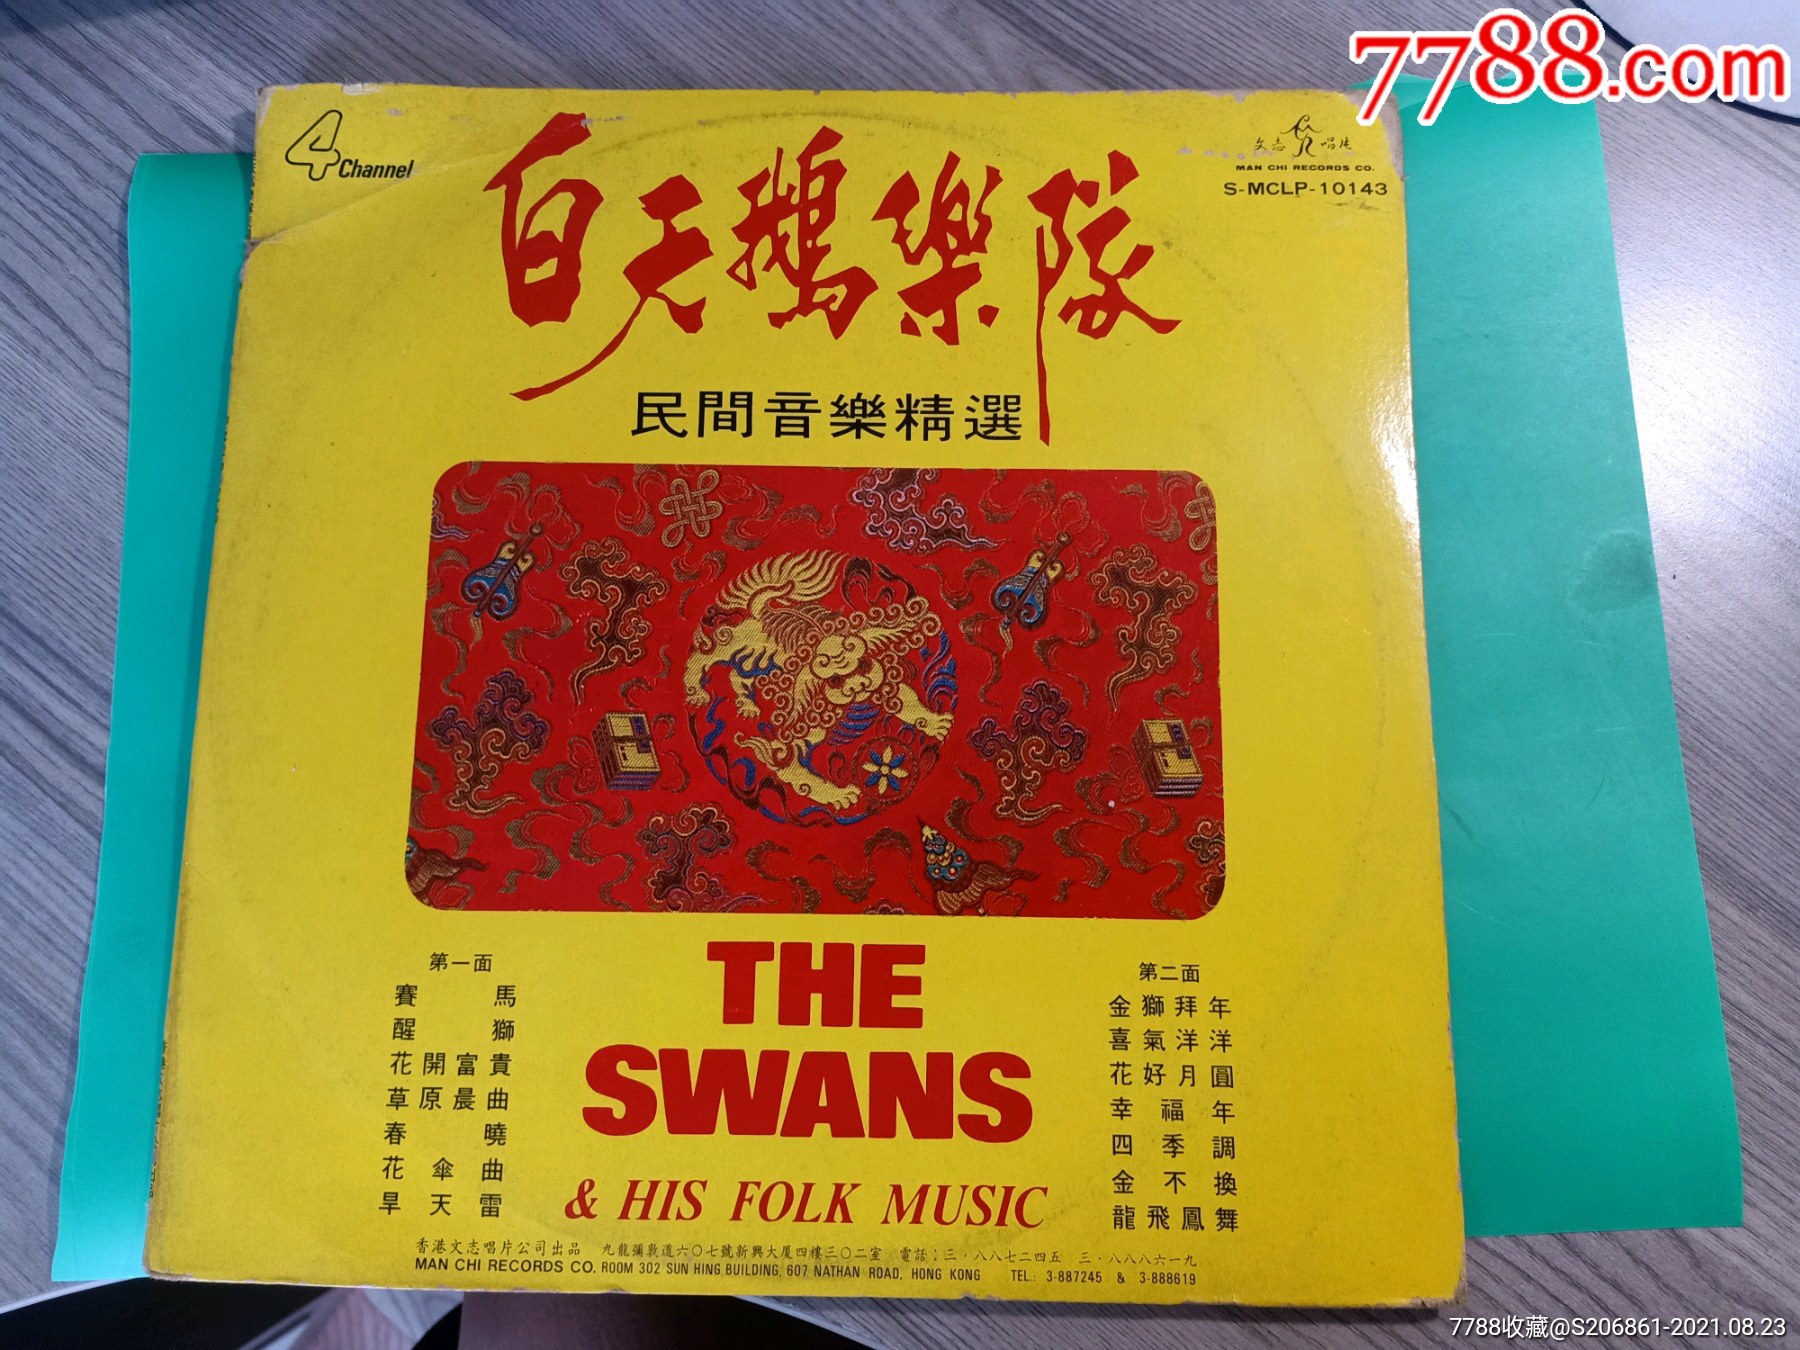 7788.com
4 Channel
文志唱片
MAN CHI RECORDS CO.
S-MCLP-10143
白天鵝樂隊
民間音樂精選
THE
SWANS
& HIS FOLK MUSIC
第一面
賽馬
醒獅
花開富貴
草原晨曲
春曉
花傘曲
旱天雷
第二面
金獅拜年
喜氣洋洋
花好月圓
幸福年
四季調
金不換
龍飛鳳舞
香港文志唱片公司出品 九龍彌敦道六〇七號新興大廈四樓三〇二室 電話：三・八八七二四五 三・八八八六一九
MAN CHI RECORDS CO. ROOM 302 SUN HING BUILDING, 607 NATHAN ROAD, HONG KONG TEL.: 3-887245 & 3-888619
7788收藏@S206861-2021.08.23